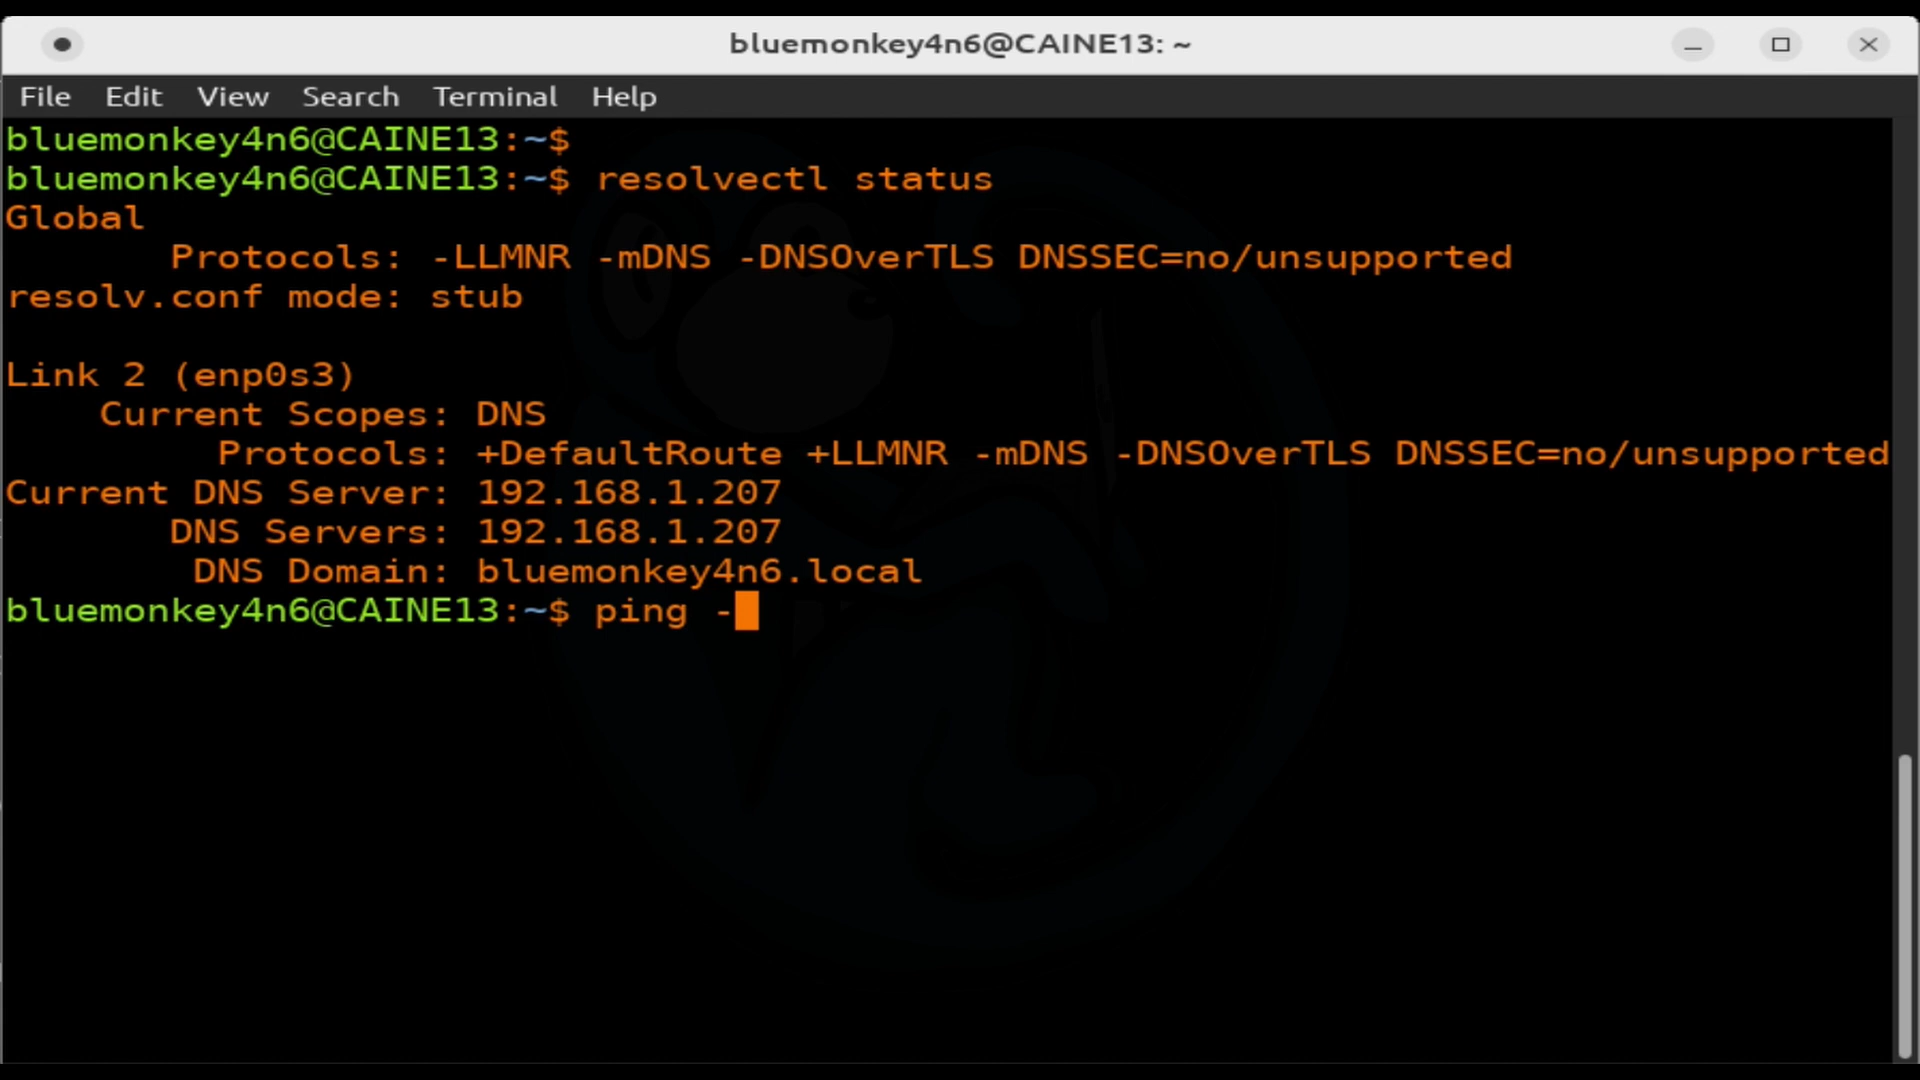 bluemonkey4n6@CAINE13: ~
File Edit View Search Terminal Help
bluemonkey4n6@CAINE13:~$
bluemonkey4n6@CAINE13:~$ resolvectl status
Global
Protocols: -LLMNR -mDNS -DNSOverTLS DNSSEC=no/unsupported
resolv.conf mode: stub
Link 2 (enp0s3)
Current Scopes: DNS
Protocols: +DefaultRoute +LLMNR -mDNS -DNSOverTLS DNSSEC=no/unsupported
Current DNS Server: 192.168.1.207
DNS Servers: 192.168.1.207
DNS Domain: bluemonkey4n6.local
bluemonkey4n6@CAINE13:~$ ping -